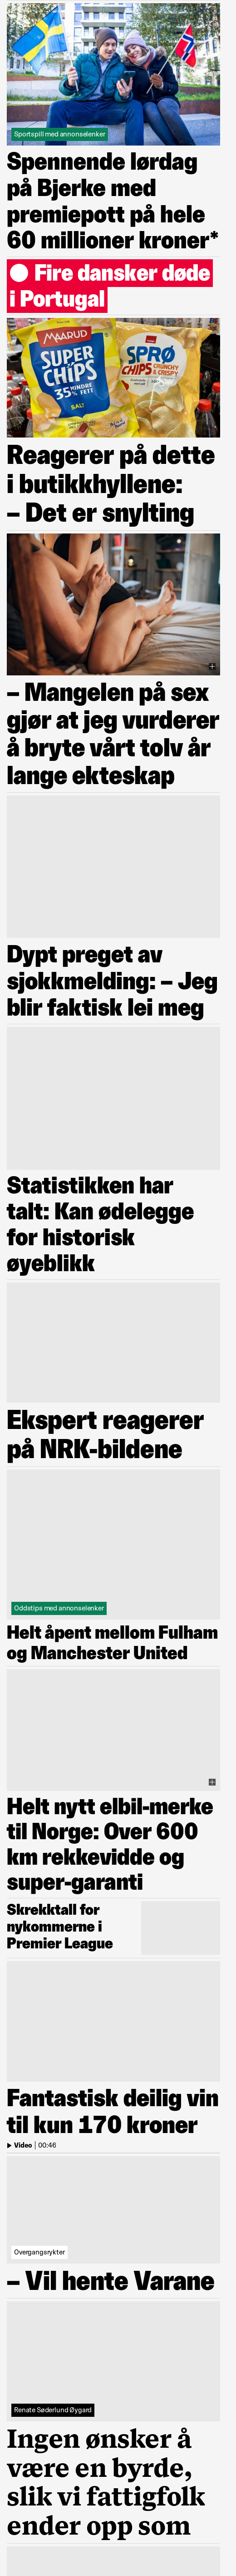 Sportspill med annonselenker
Spennende lørdag
på Bjerke med
premiepott på hele
60 millioner kroner*
Fire dansker døde
i Portugal
MAARUD
SUPER
CHIPS
35% MINDRE
FETT
SALT
SPRØ
CHIPS
CRUNCHY
& CRISPY
Reagerer på dette
i butikkhyllene:
– Det er snylting
– Mangelen på sex
gjør at jeg vurderer
å bryte vårt tolv år
lange ekteskap
Dypt preget av
sjokkmelding: – Jeg
blir faktisk lei meg
Statistikken har
talt: Kan ødelegge
for historisk
øyeblikk
Ekspert reagerer
på NRK-bildene
Oddstips med annonselenker
Helt åpent mellom Fulham
og Manchester United
Helt nytt elbil-merke
til Norge: Over 600
km rekkevidde og
super-garanti
Skrekktall for
nykommerne i
Premier League
Fantastisk deilig vin
til kun 170 kroner
Video | 00:46
Overgangsrykter
– Vil hente Varane
Renate Søderlund Øygard
Ingen ønsker å
være en byrde,
slik vi fattigfolk
ender opp som